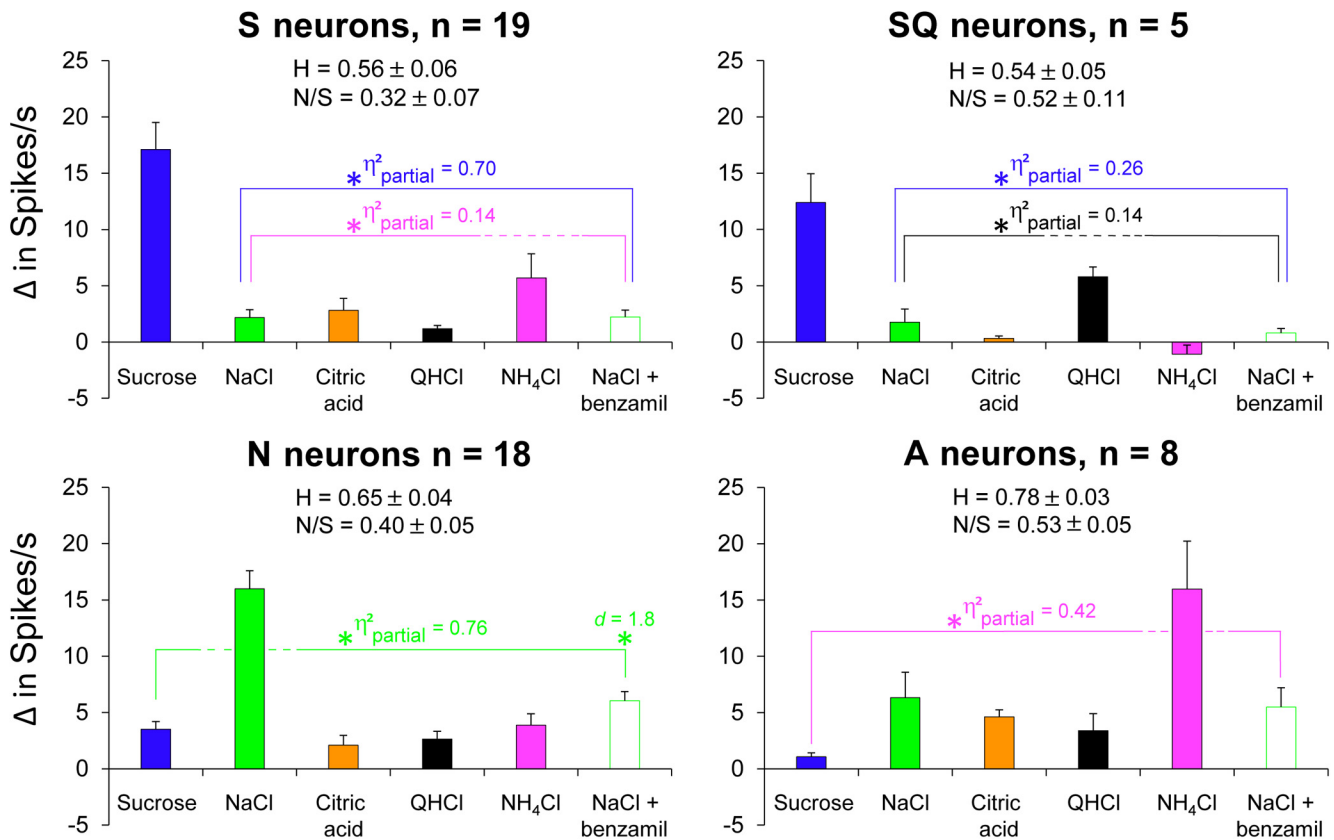 S neurons, n = 19
H = 0.56 ± 0.06
N/S = 0.32 ± 0.07
Δ in Spikes/s
25
20
15
10
5
0
-5
* η²partial = 0.70
* η²partial = 0.14
Sucrose NaCl Citric acid QHCl NH₄Cl NaCl + benzamil
SQ neurons, n = 5
H = 0.54 ± 0.05
N/S = 0.52 ± 0.11
25
20
15
10
5
0
-5
* η²partial = 0.26
* η²partial = 0.14
Sucrose NaCl Citric acid QHCl NH₄Cl NaCl + benzamil
N neurons n = 18
H = 0.65 ± 0.04
N/S = 0.40 ± 0.05
Δ in Spikes/s
25
20
15
10
5
0
-5
* η²partial = 0.76
d = 1.8
*
Sucrose NaCl Citric acid QHCl NH₄Cl NaCl + benzamil
A neurons, n = 8
H = 0.78 ± 0.03
N/S = 0.53 ± 0.05
25
20
15
10
5
0
-5
* η²partial = 0.42
Sucrose NaCl Citric acid QHCl NH₄Cl NaCl + benzamil